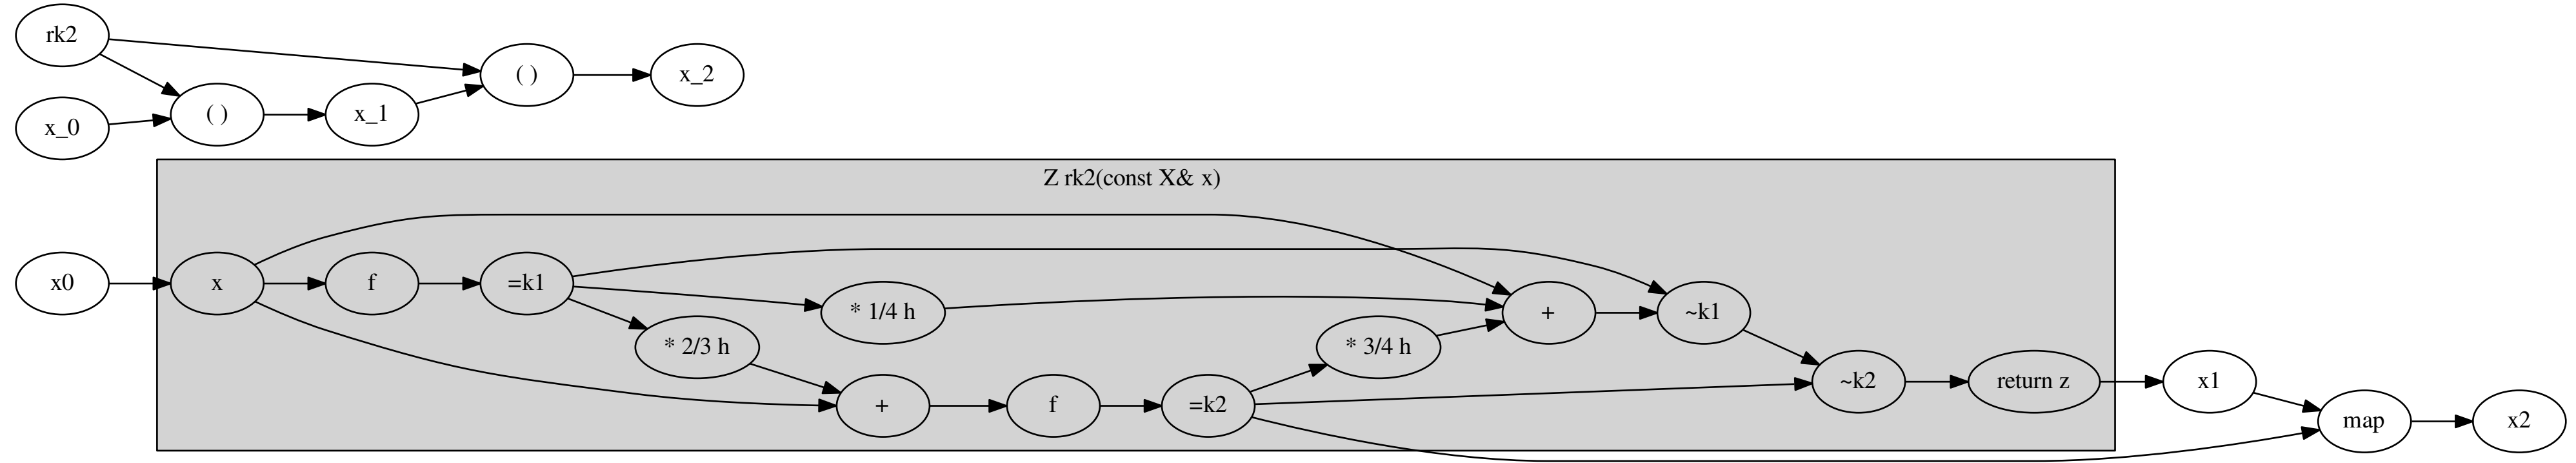 rk2
( )
x_2
x_0
( )
x_1
Z rk2(const X& x)
x0
x
f
=k1
* 1/4 h
+
~k1
* 2/3 h
* 3/4 h
+
f
=k2
~k2
return z
x1
map
x2